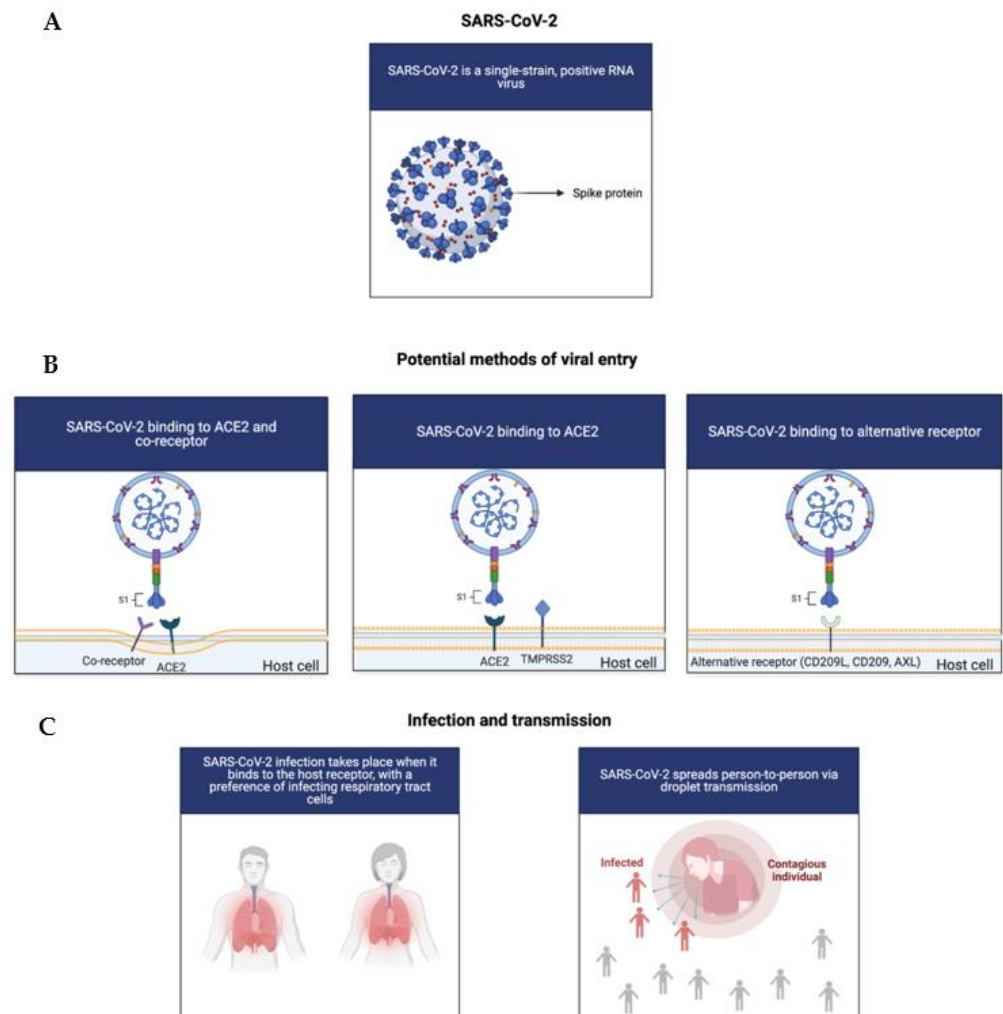 A
SARS-CoV-2
SARS-CoV-2 is a single-strain, positive RNA
virus
Spike protein
B
Potential methods of viral entry
SARS-CoV-2 binding to ACE2 and
co-receptor
S1
Co-receptor
ACE2
Host cell
SARS-CoV-2 binding to ACE2
S1
ACE2
TMPRSS2
Host cell
SARS-CoV-2 binding to alternative receptor
S1
Alternative receptor (CD209L, CD209, AXL)
Host cell
C
Infection and transmission
SARS-CoV-2 infection takes place when it
binds to the host receptor, with a
preference of infecting respiratory tract
cells
SARS-CoV-2 spreads person-to-person via
droplet transmission
Infected
Contagious
individual